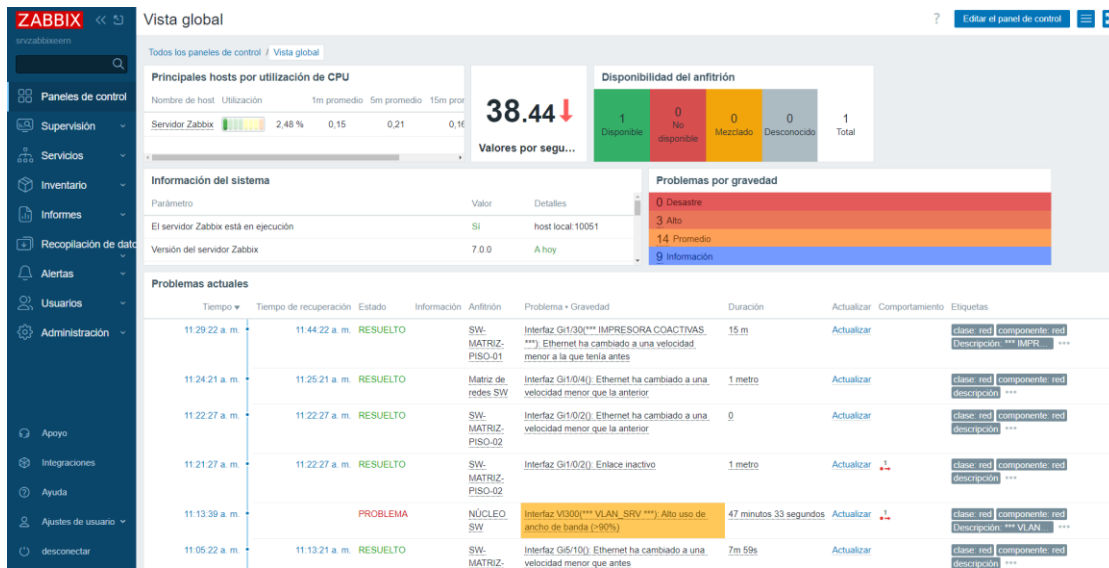 ZABBIX
srvzabbixeern
Paneles de control
Supervisión
Servicios
Inventario
Informes
Recopilación de dato
Alertas
Usuarios
Administración
Apoyo
Integraciones
Ayuda
Ajustes de usuario
desconectar
Vista global
?
Editar el panel de control
Todos los paneles de control / Vista global
Principales hosts por utilización de CPU
Nombre de host Utilización 1m promedio 5m promedio 15m pror
Servidor Zabbix 2,48 % 0,15 0,21 0,16
38.44
Valores por segu...
Disponibilidad del anfitrión
1 Disponible
0 No disponible
0 Mezclado
0 Desconocido
1 Total
Información del sistema
Parámetro Valor Detalles
El servidor Zabbix está en ejecución Sí host local:10051
Versión del servidor Zabbix 7.0.0 A hoy
Problemas por gravedad
0 Desastre
3 Alto
14 Promedio
9 Información
Problemas actuales
Tiempo Tiempo de recuperación Estado Información Anfitrión Problema • Gravedad Duración Actualizar Comportamiento Etiquetas
11:29:22 a. m. 11:44:22 a. m. RESUELTO SW- Interfaz Gi1/30(*** IMPRESORA COACTIVAS 15 m Actualizar clase: red componente: red
MATRIZ- ***): Ethernet ha cambiado a una velocidad Descripción: *** IMPR...
PISO-01 menor a la que tenía antes
11:24:21 a. m. 11:25:21 a. m. RESUELTO Matriz de Interfaz Gi1/0/4(): Ethernet ha cambiado a una 1 metro Actualizar clase: red componente: red
redes SW velocidad menor que la anterior descripción
11:22:27 a. m. 11:22:27 a. m. RESUELTO SW- Interfaz Gi1/0/2(): Ethernet ha cambiado a una 0 Actualizar clase: red componente: red
MATRIZ- velocidad menor que la anterior descripción
PISO-02
11:21:27 a. m. 11:22:27 a. m. RESUELTO SW- Interfaz Gi1/0/2(): Enlace inactivo 1 metro Actualizar 1 clase: red componente: red
MATRIZ- descripción
PISO-02
11:13:39 a. m. PROBLEMA NÚCLEO Interfaz Vl300(*** VLAN_SRV ***): Alto uso de 47 minutos 33 segundos Actualizar 1 clase: red componente: red
SW ancho de banda (>90%) Descripción: *** VLAN...
11:05:22 a. m. 11:13:21 a. m. RESUELTO SW- Interfaz Gi5/10(): Ethernet ha cambiado a una 7m 59s Actualizar clase: red componente: red
MATRIZ- velocidad menor que antes descripción